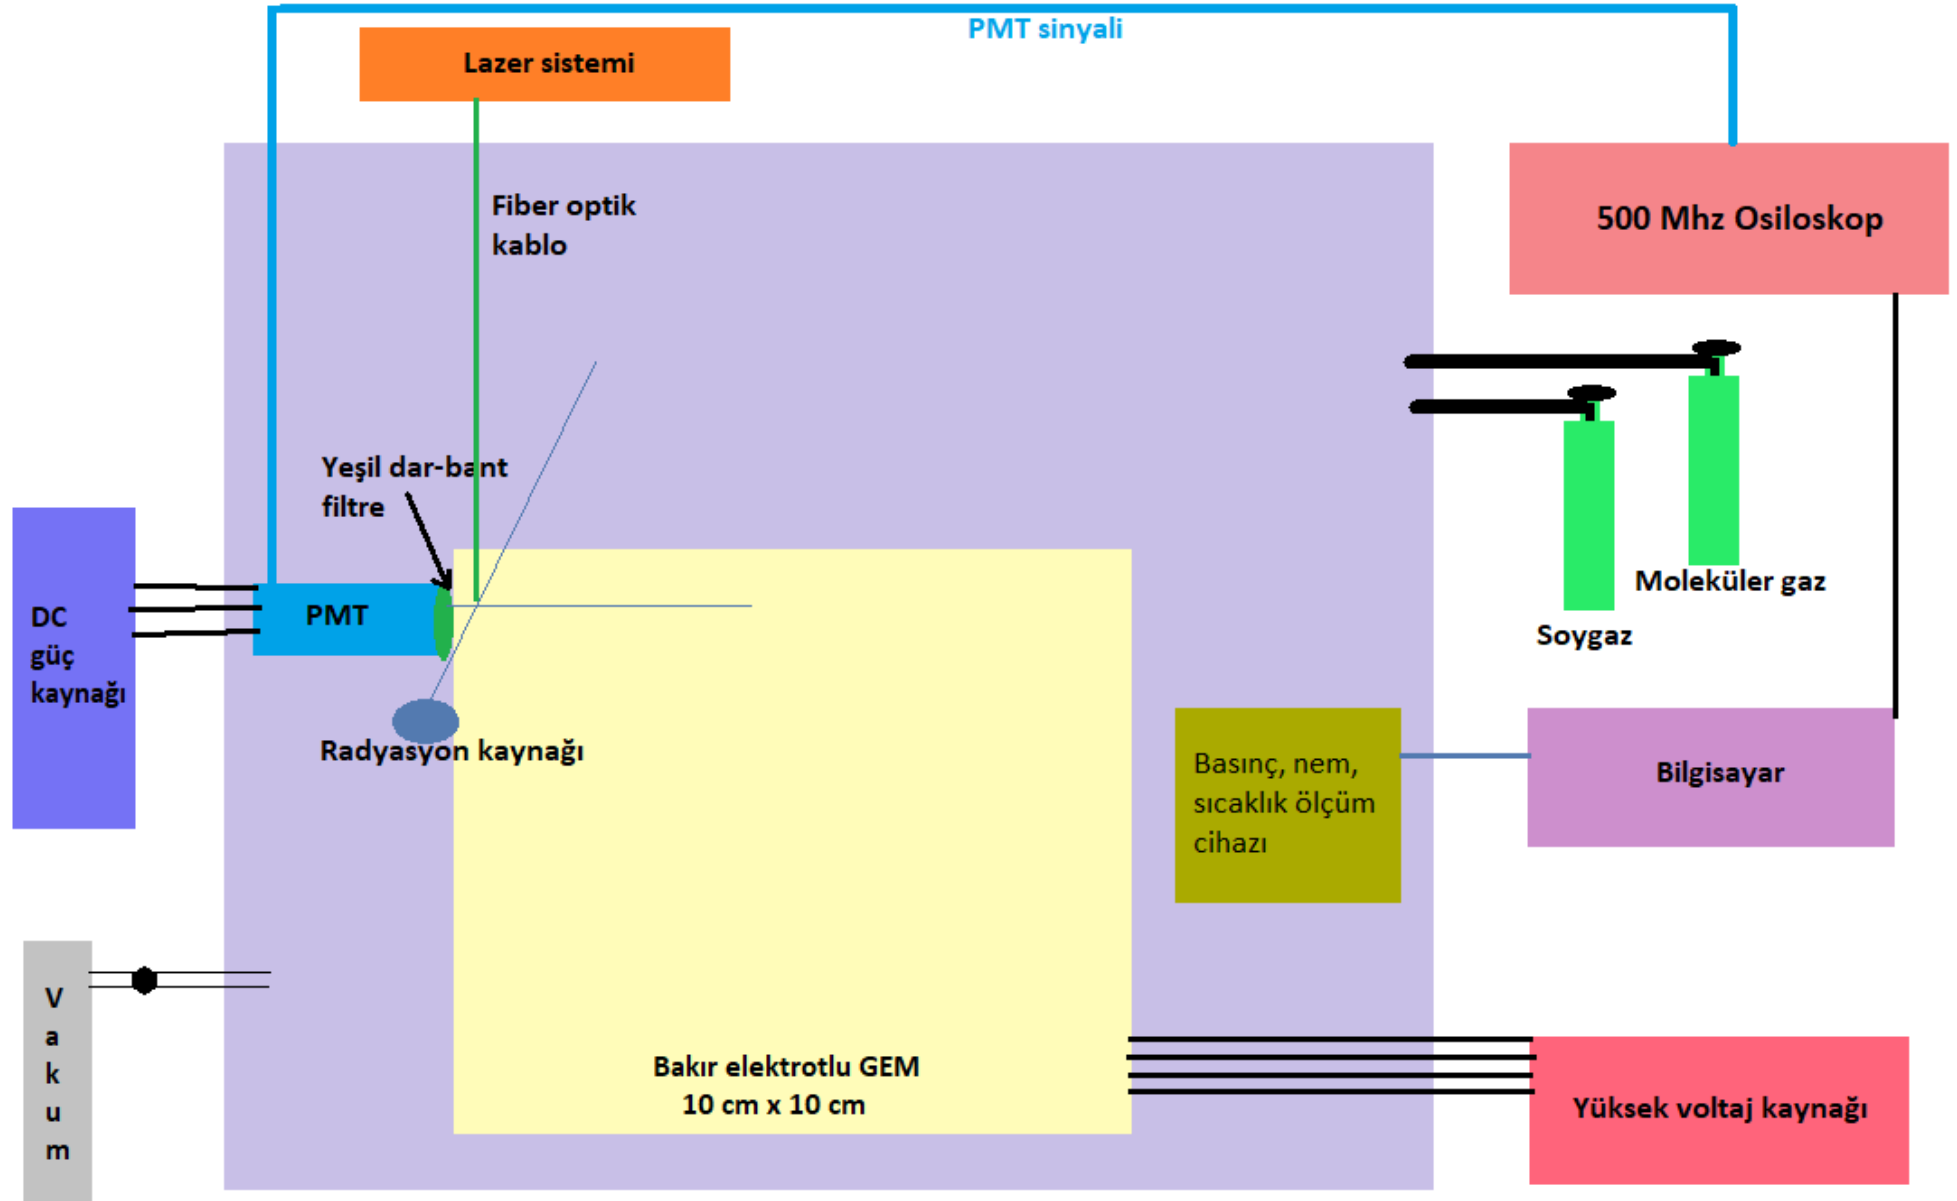 PMT sinyali
Lazer sistemi
Fiber optik
kablo
500 Mhz Osiloskop
Yeşil dar-bant
filtre
Moleküler gaz
Soygaz
DC
güç
kaynağı
PMT
Radyasyon kaynağı
Basınç, nem,
sıcaklık ölçüm
cihazı
Bilgisayar
V
a
k
u
m
Bakır elektrotlu GEM
10 cm x 10 cm
Yüksek voltaj kaynağı